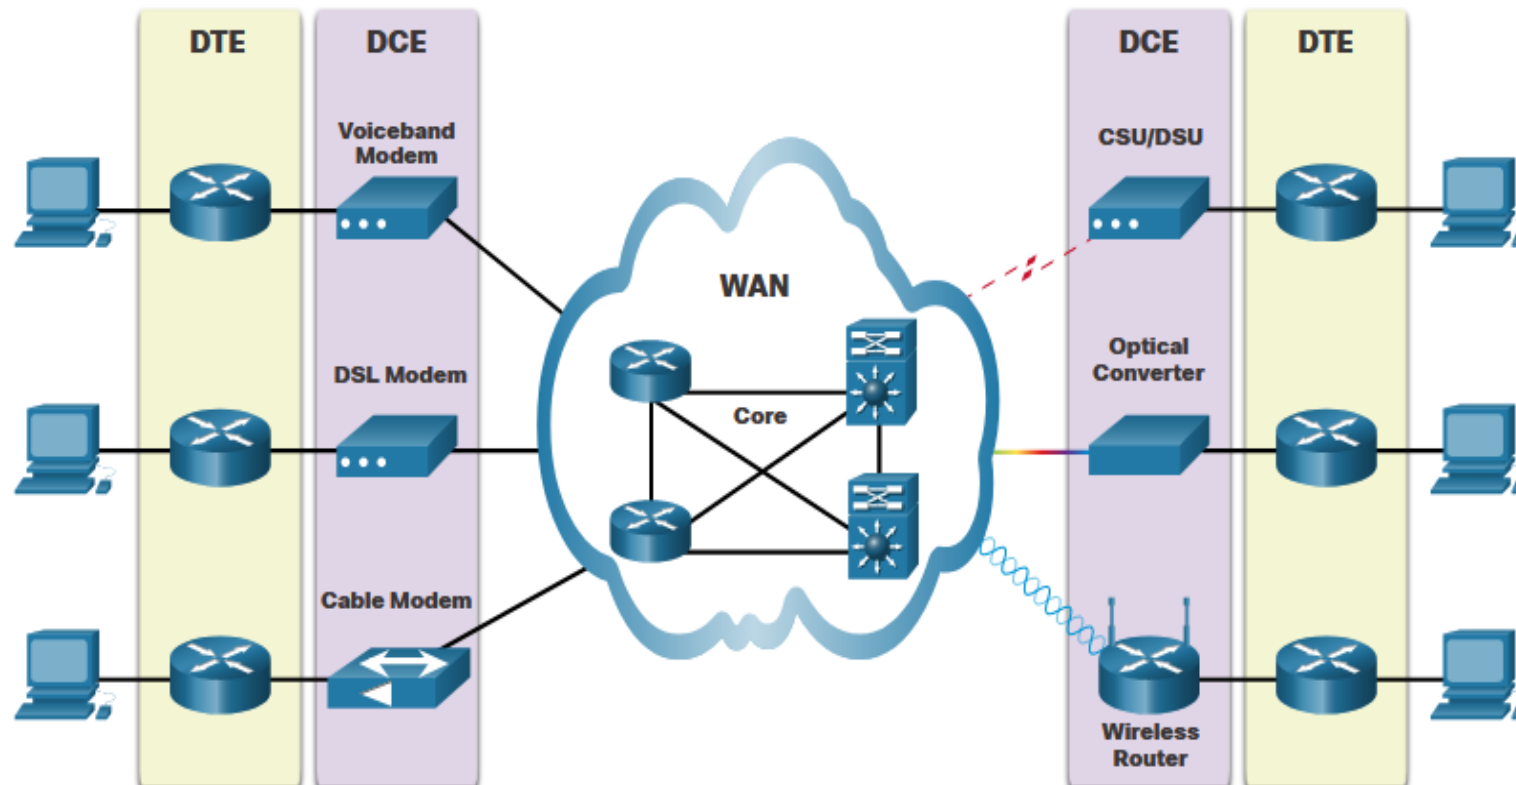 DTE
DCE
DCE
DTE
Voiceband
Modem
CSU/DSU
WAN
Optical
Converter
DSL Modem
Core
Cable Modem
Wireless
Router